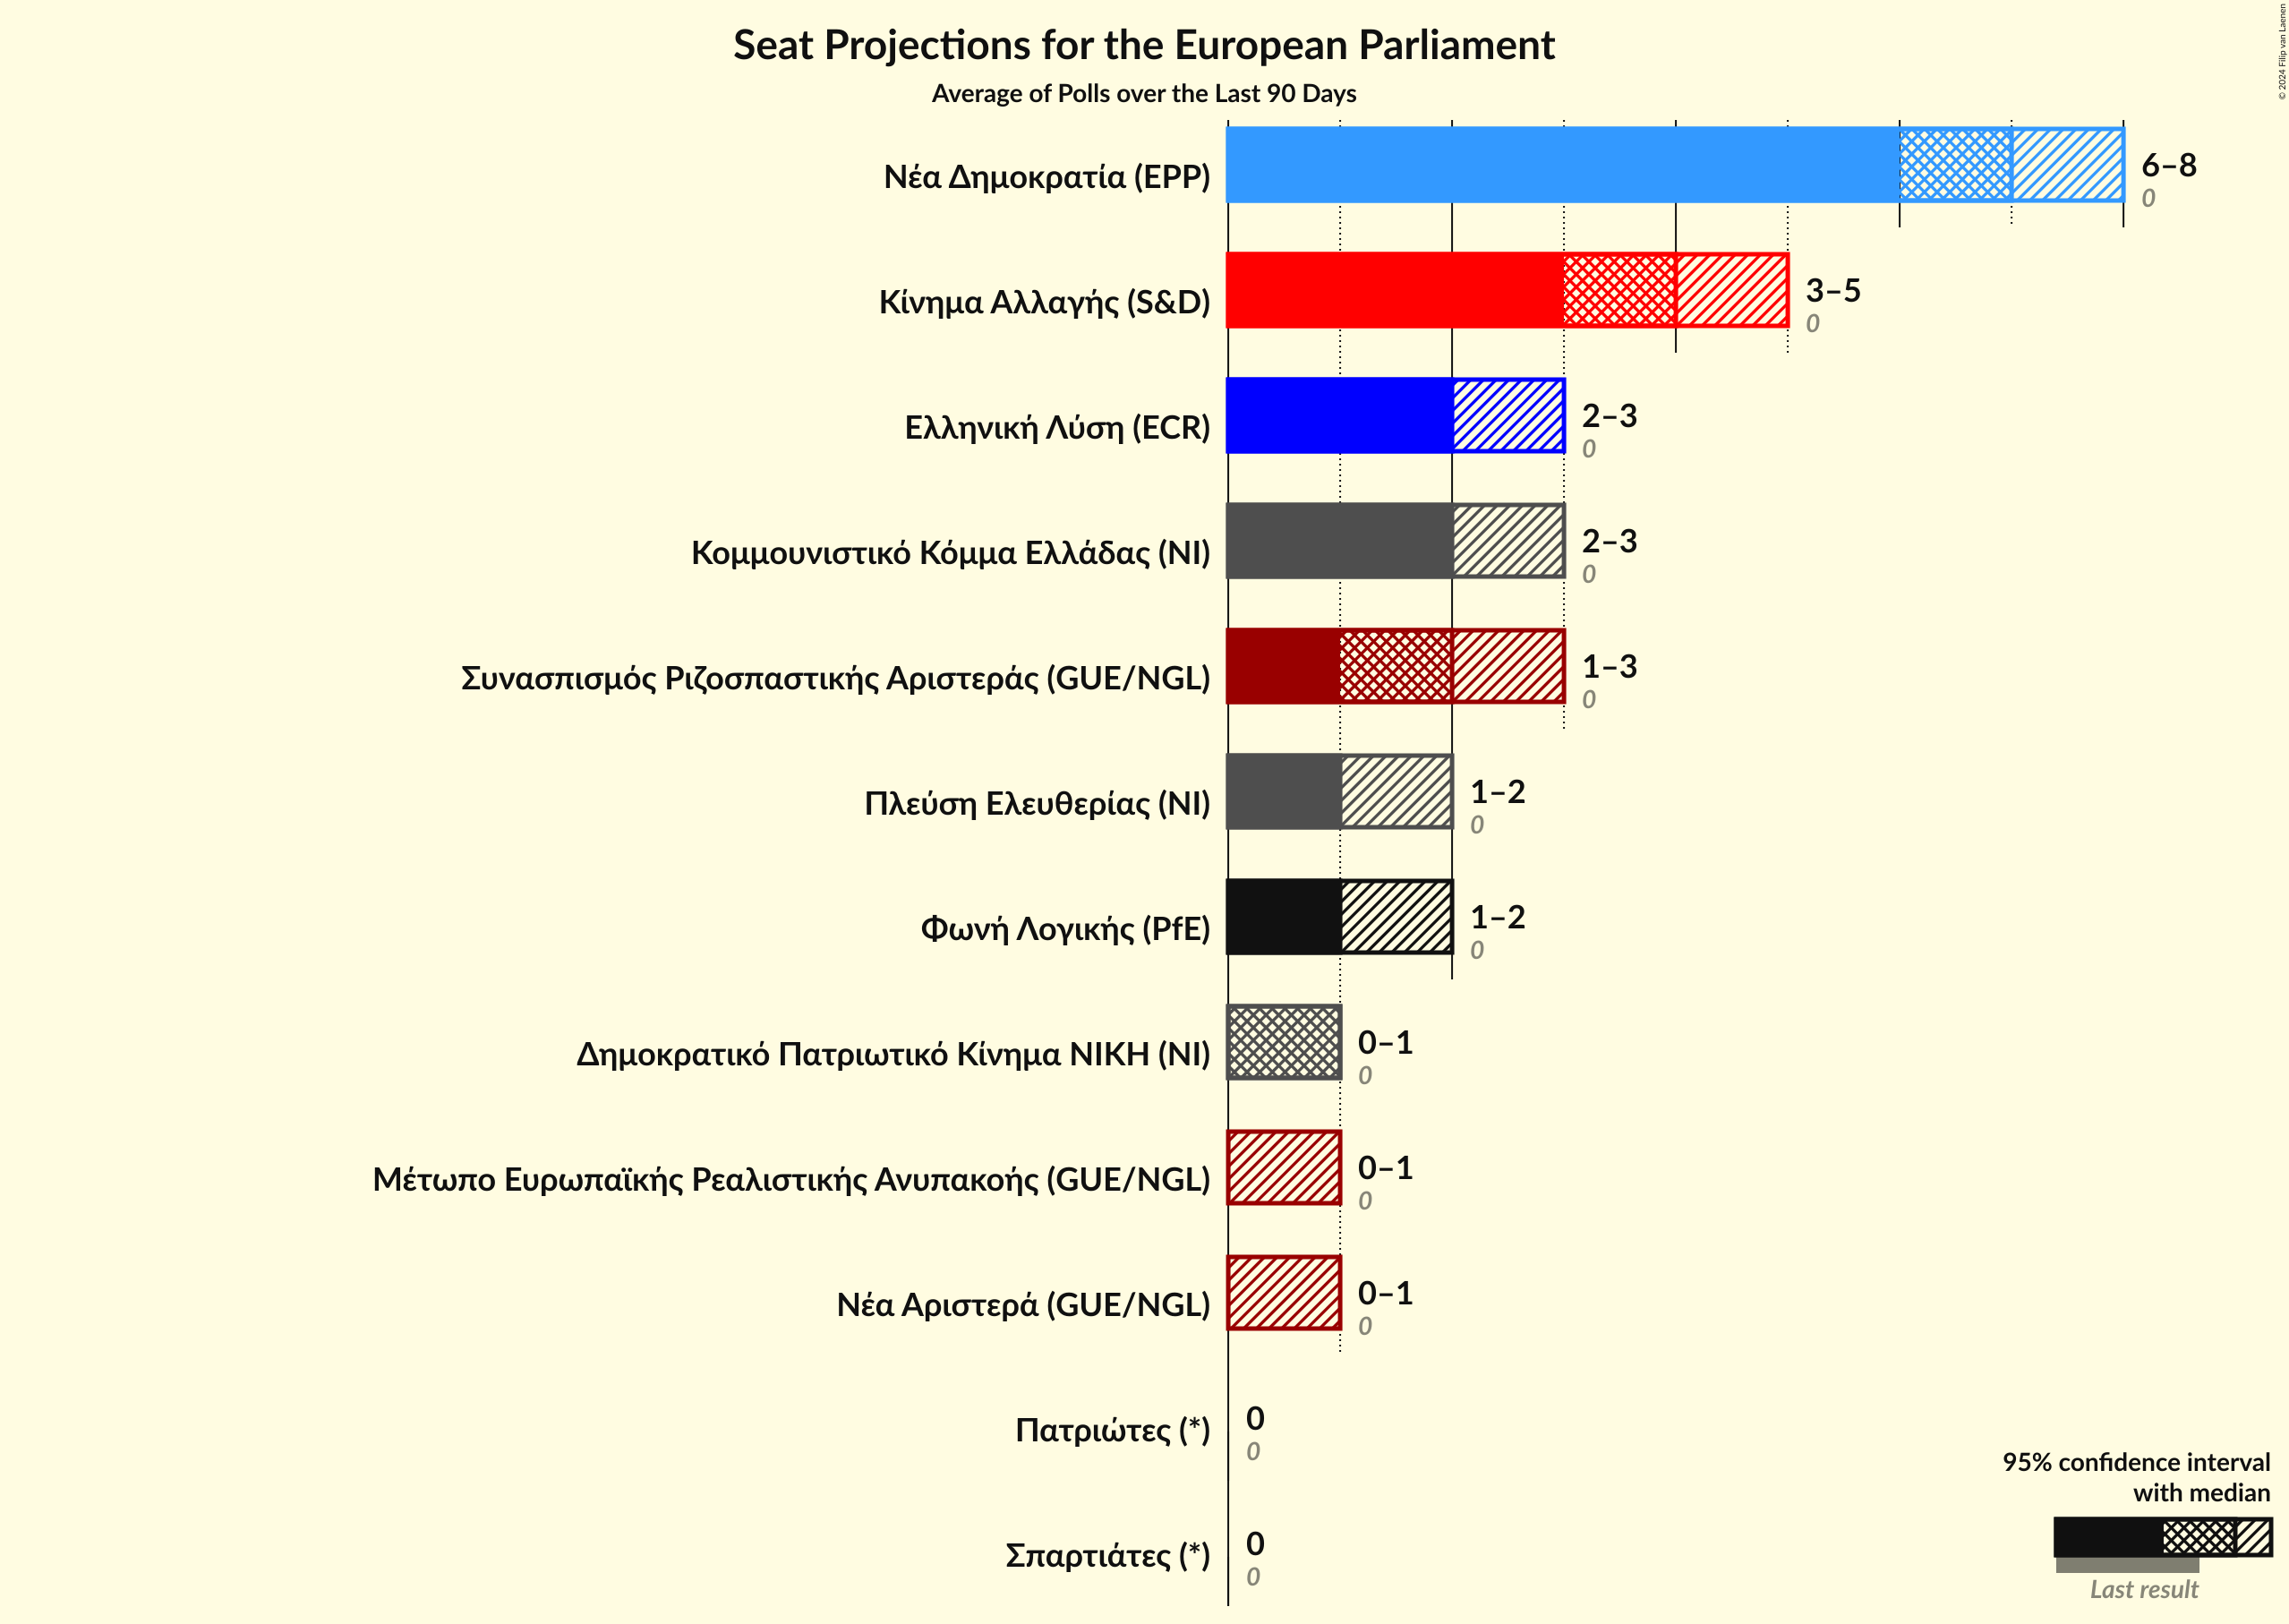 Seat Projections for the European Parliament
Average of Polls over the Last 90 Days
© 2024 Filip van Laenen
Νέα Δημοκρατία (EPP)
6–8
0
Κίνημα Αλλαγής (S&D)
3–5
0
Ελληνική Λύση (ECR)
2–3
0
Κομμουνιστικό Κόμμα Ελλάδας (NI)
2–3
0
Συνασπισμός Ριζοσπαστικής Αριστεράς (GUE/NGL)
1–3
0
Πλεύση Ελευθερίας (NI)
1–2
0
Φωνή Λογικής (PfE)
1–2
0
Δημοκρατικό Πατριωτικό Κίνημα ΝΙΚΗ (NI)
0–1
0
Μέτωπο Ευρωπαϊκής Ρεαλιστικής Ανυπακοής (GUE/NGL)
0–1
0
Νέα Αριστερά (GUE/NGL)
0–1
0
Πατριώτες (*)
0
0
Σπαρτιάτες (*)
0
0
95% confidence interval
with median
Last result